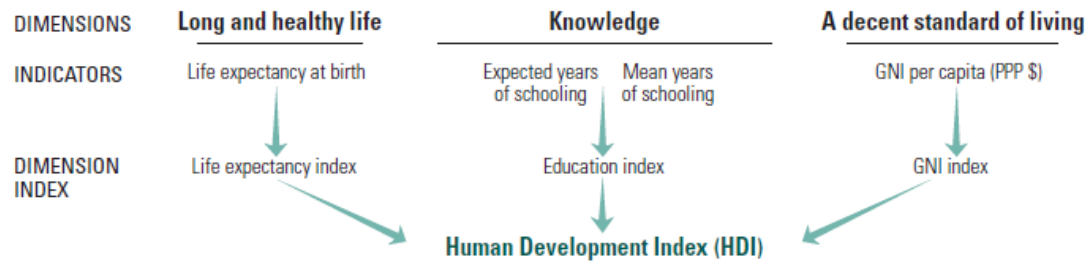 DIMENSIONS Long and healthy life Knowledge A decent standard of living
INDICATORS Life expectancy at birth Expected years of schooling Mean years of schooling GNI per capita (PPP $)
DIMENSION INDEX Life expectancy index Education index GNI index
Human Development Index (HDI)